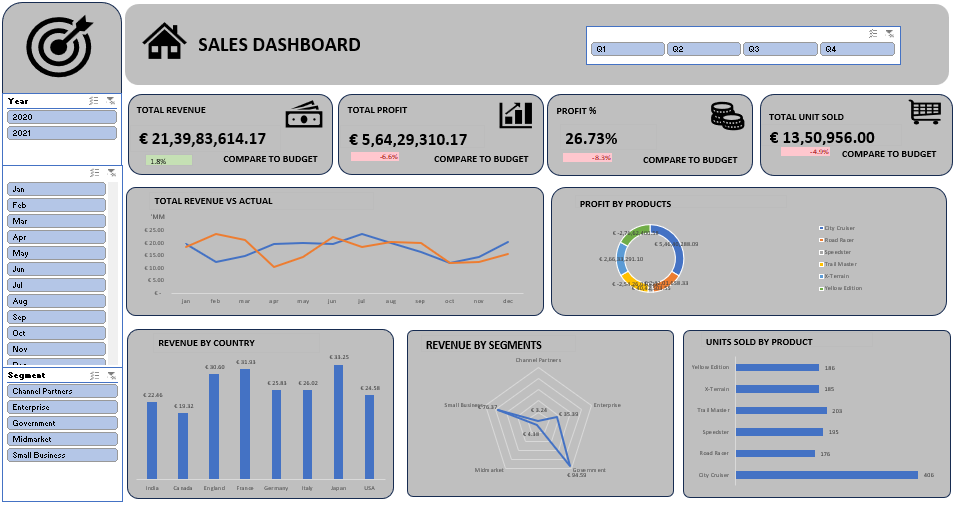 SALES DASHBOARD
Q1
Q2
Q3
Q4
Year
2020
2021
Jan
Feb
Mar
Apr
May
Jun
Jul
Aug
Sep
Oct
Nov
Segment
Channel Partners
Enterprise
Government
Midmarket
Small Business
TOTAL REVENUE
€ 21,39,83,614.17
1.8%
COMPARE TO BUDGET
TOTAL PROFIT
€ 5,64,29,310.17
-6.6%
COMPARE TO BUDGET
PROFIT %
26.73%
-8.3%
COMPARE TO BUDGET
TOTAL UNIT SOLD
€ 13,50,956.00
-4.9%
COMPARE TO BUDGET
TOTAL REVENUE VS ACTUAL
'MM
€ 25.00
€ 20.00
€ 15.00
€ 10.00
€ 5.00
€ -
jan
feb
mar
apr
may
Jun
Jul
aug
sep
oct
nov
dec
PROFIT BY PRODUCTS
City Cruiser
Road Racer
Speedster
Trail Master
X-Terrain
Yellow Edition
REVENUE BY COUNTRY
€ 22.46
€ 19.32
€ 30.60
€ 25.83
€ 26.02
€ 33.25
€ 24.58
India
Canada
England
France
Germany
Italy
Japan
USA
REVENUE BY SEGMENTS
Channel Partners
€ 3.24
Enterprise
€ 35.39
Government
€ 94.59
Midmarket
Small Business
UNITS SOLD BY PRODUCT
Yellow Edition
186
X-Terrain
185
Trail Master
203
Speedster
195
Road Racer
176
City Cruiser
406